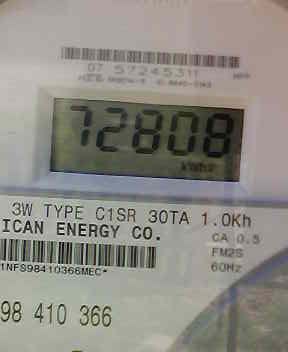 07 57245311
72808
kWhr
3W TYPE C1SR 30TA 1.0Kh
ICAN ENERGY CO.
CA 0.5
FM2S
60Hz
1NFS98410366MEC*
98 410 366